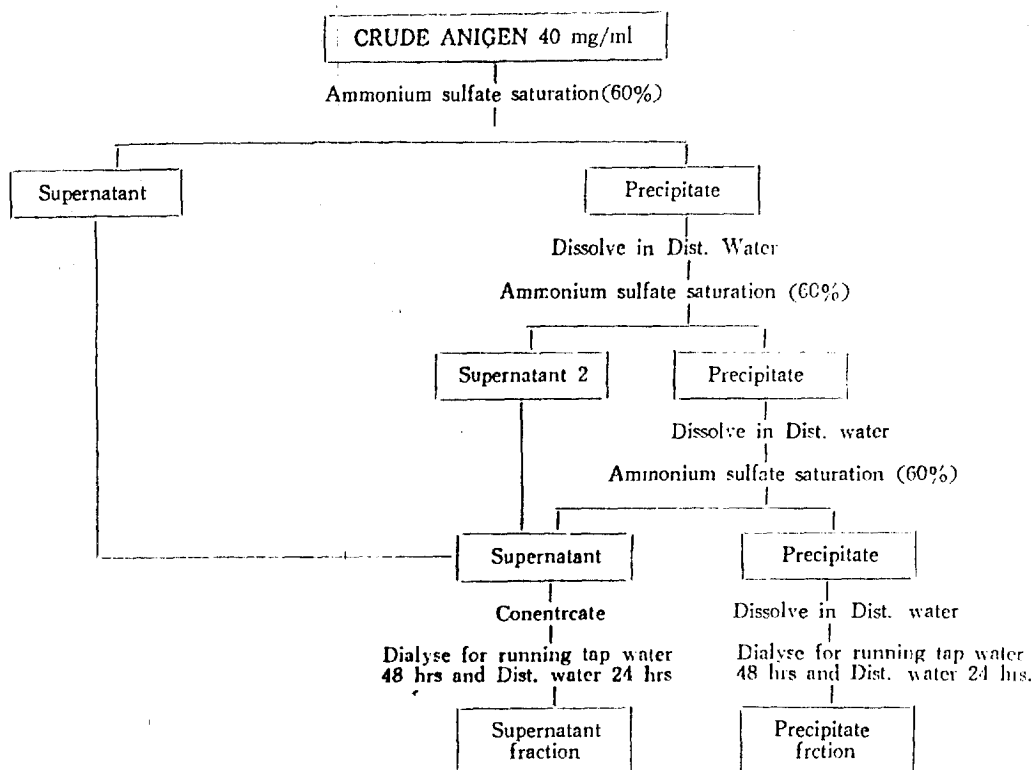 CRUDE ANIGEN 40 mg/ml
Ammonium sulfate saturation(60%)
Supernatant
Precipitate
Dissolve in Dist. Water
Ammonium sulfate saturation (60%)
Supernatant 2
Precipitate
Dissolve in Dist. water
Ammonium sulfate saturation (60%)
Supernatant
Precipitate
Conentrcate
Dissolve in Dist. water
Dialyse for running tap water
48 hrs and Dist. water 24 hrs
Dialyse for running tap water
48 hrs and Dist. water 24 hrs.
Supernatant
fraction
Precipitate
frction